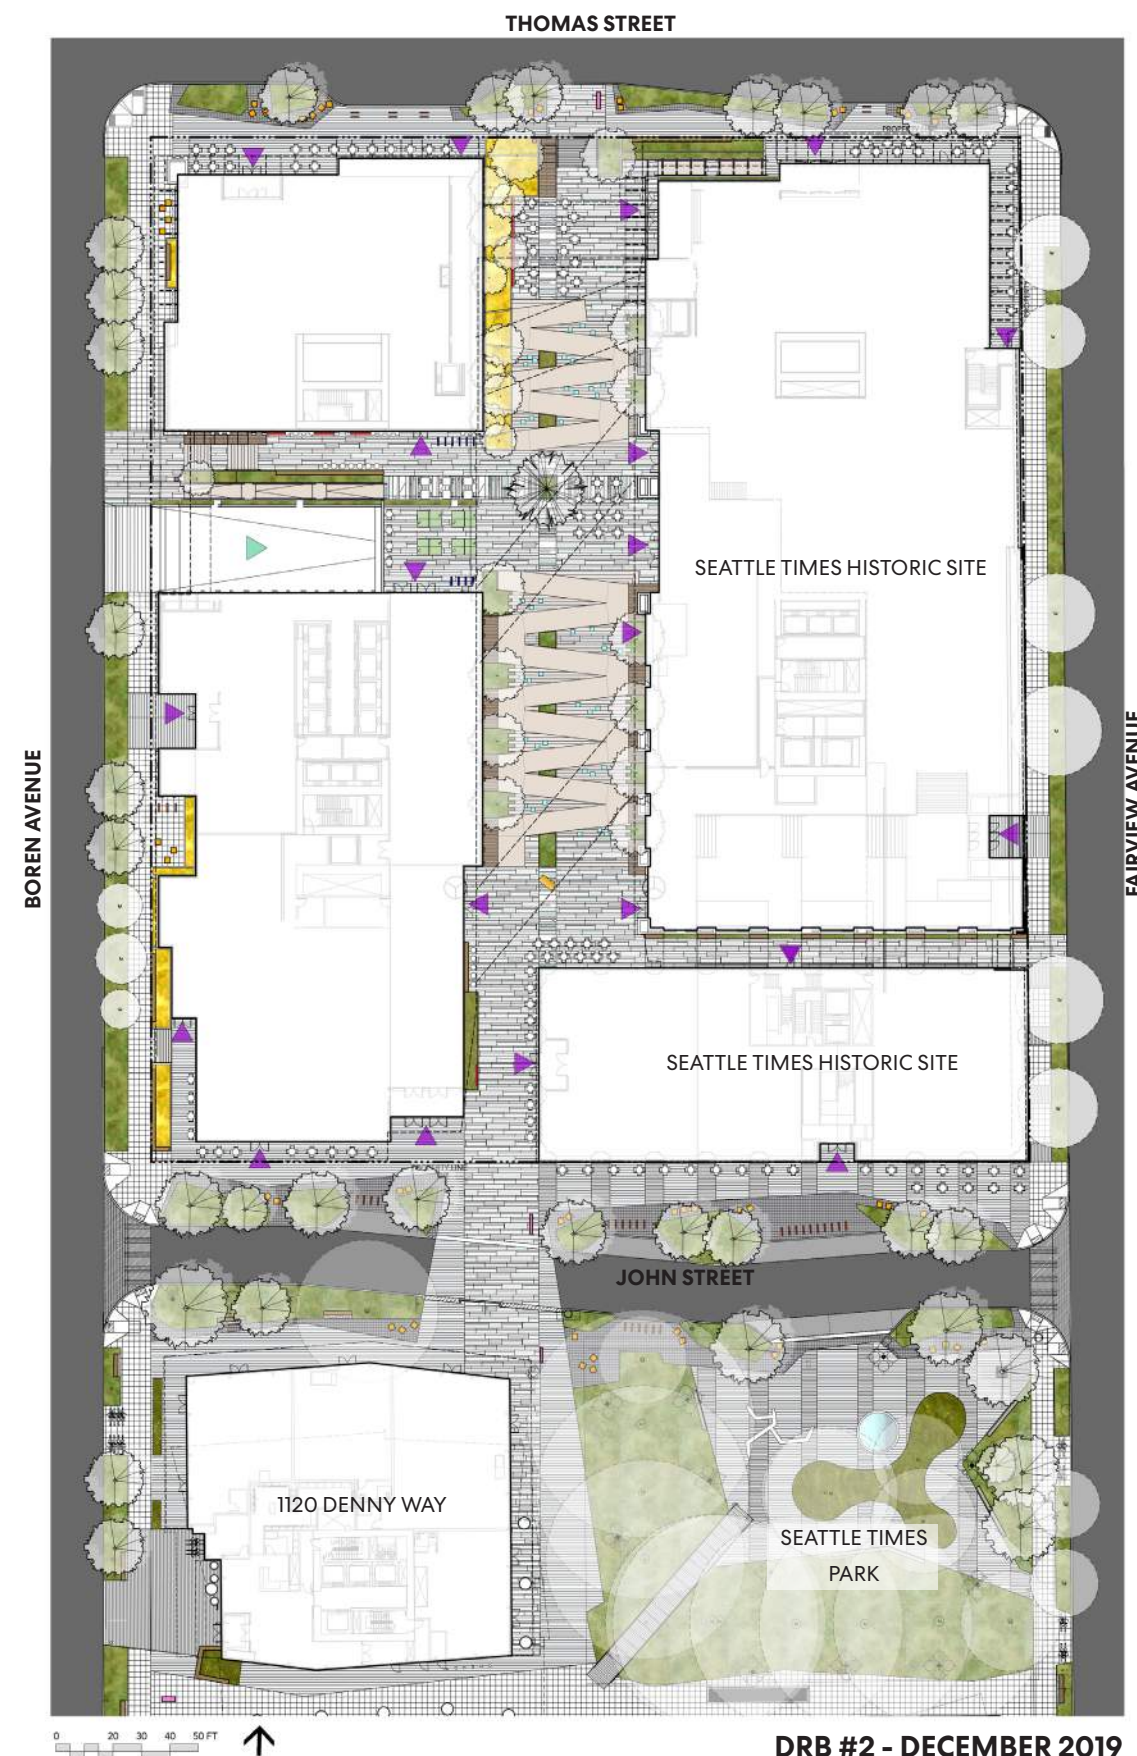 THOMAS STREET
SEATTLE TIMES HISTORIC SITE
BOREN AVENUE
FAIRVIEW AVENUE
SEATTLE TIMES HISTORIC SITE
JOHN STREET
1120 DENNY WAY
SEATTLE TIMES
PARK
0 20 30 40 50 FT
DRB #2 - DECEMBER 2019